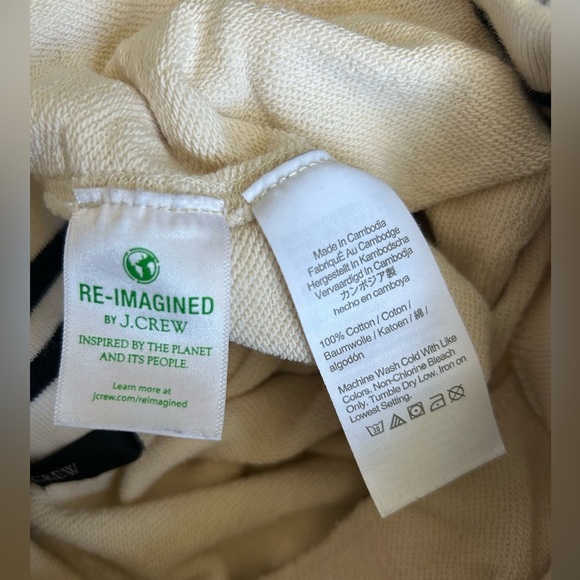 RE-IMAGINED
BY J.CREW
INSPIRED BY THE PLANET
AND ITS PEOPLE.
Learn more at
jcrew.com/reimagined
Made In Cambodia
FabriquÉ Au Cambodge
Hergestellt In Kambodscha
Vervaardigd In Cambodja
カンボジア製
hecho en camboya
100% Cotton / Coton /
Baumwolle / Katoen / 綿 /
algodón
Machine Wash Cold With Like
Colors. Non-Chlorine Bleach
Only. Tumble Dry Low. Iron on
Lowest Setting.
30
CREW